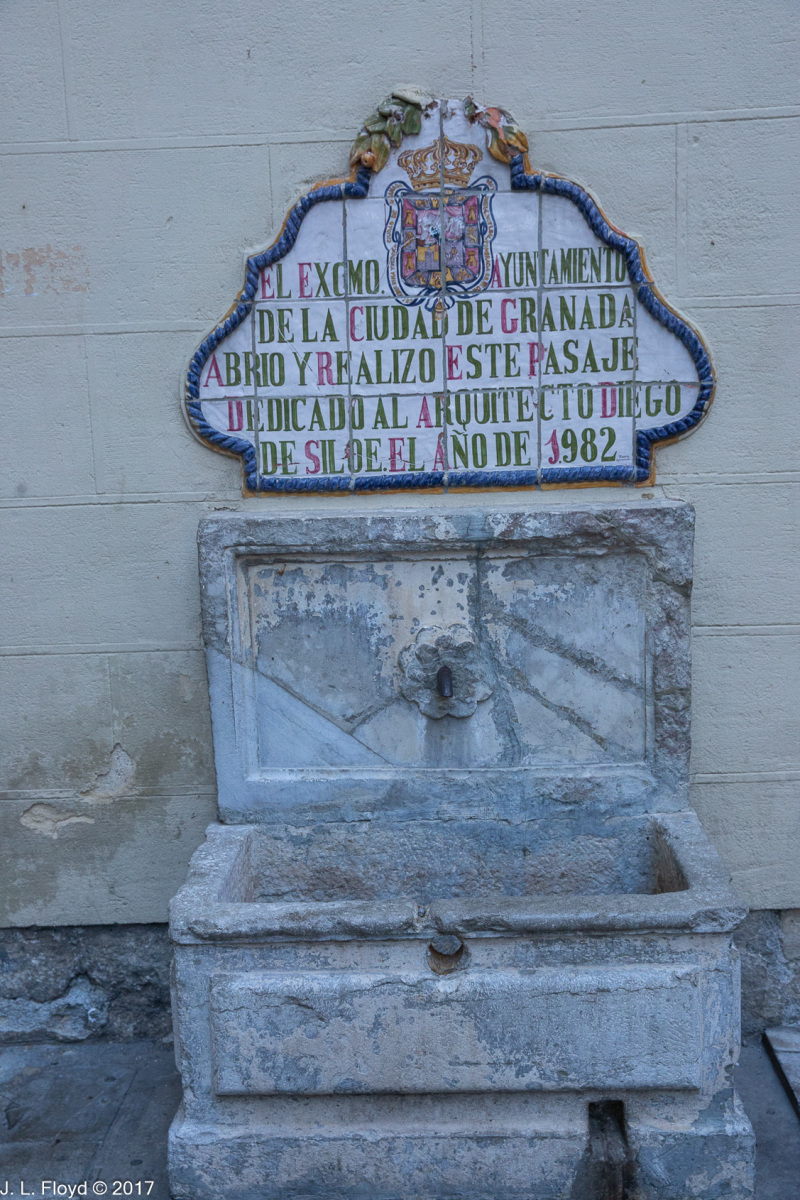 EL EXCMO. AYUNTAMIENTO
DE LA CIUDAD DE GRANADA
ABRIO Y REALIZO ESTE PASAJE
DEDICADO AL ARQUITECTO DIEGO
DE SILOE. EL AÑO DE 1982
J. L. Floyd © 2017